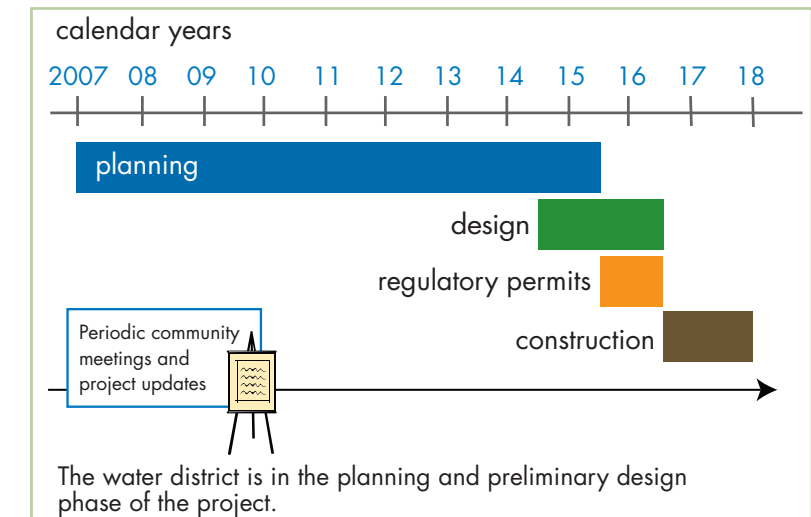 calendar years
2007 08 09 10 11 12 13 14 15 16 17 18
planning
design
regulatory permits
construction
Periodic community
meetings and
project updates
The water district is in the planning and preliminary design
phase of the project.